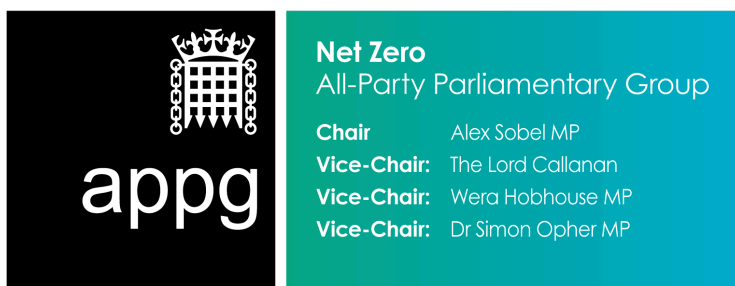 appg
Net Zero
All-Party Parliamentary Group
Chair Alex Sobel MP
Vice-Chair: The Lord Callanan
Vice-Chair: Wera Hobhouse MP
Vice-Chair: Dr Simon Opher MP